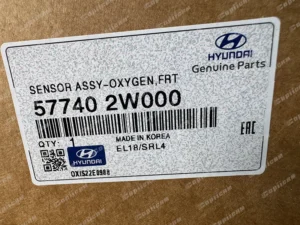 HYUNDAI
Genuine Parts
SENSOR ASSY-OXYGEN,FRT
57740 2W000
QTY: 1
MADE IN KOREA
EL18/SRL4
EAC
HYUNDAI